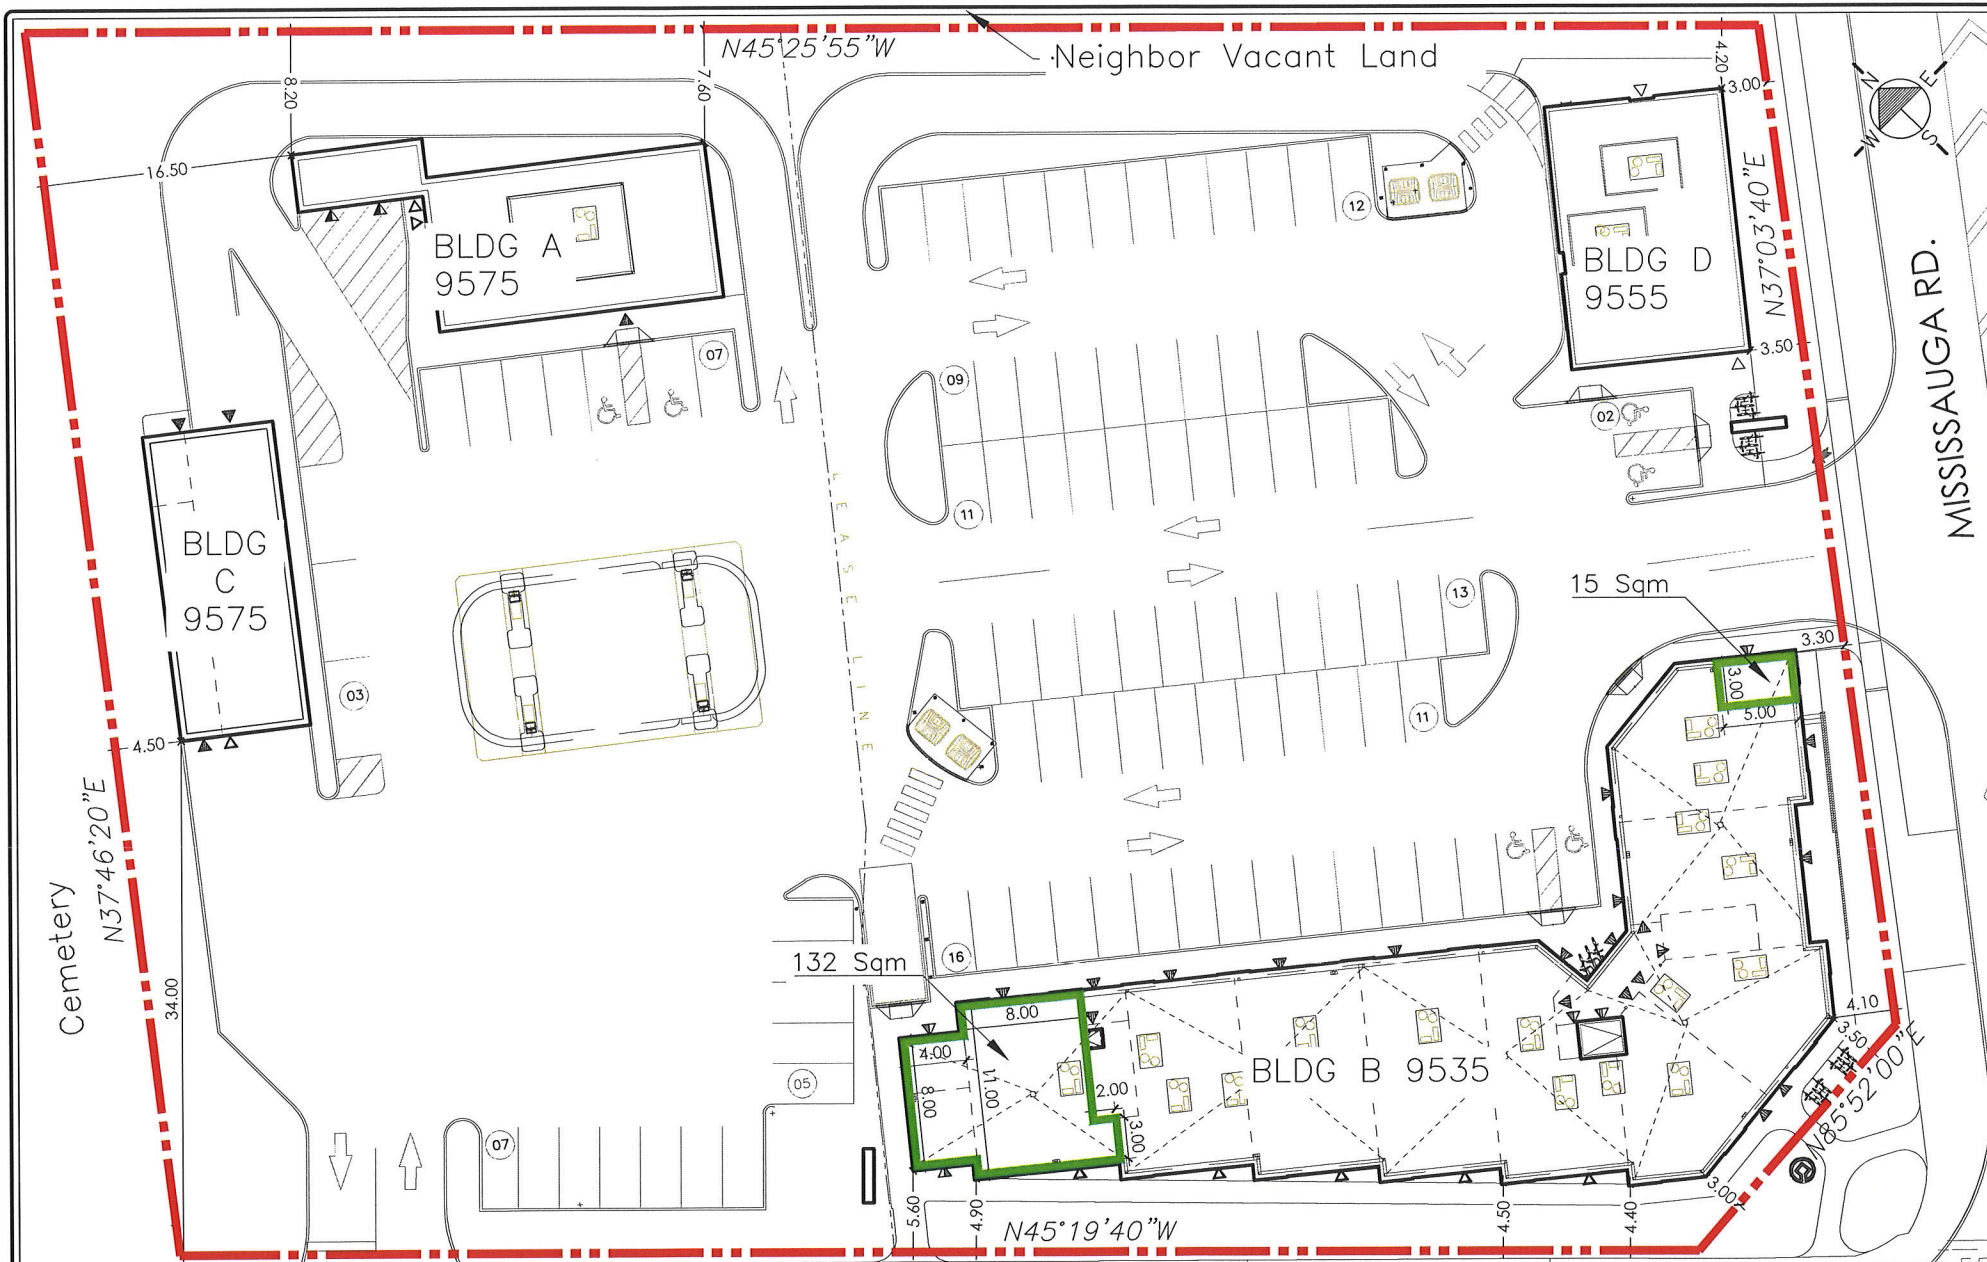 N45°25'55"W
Neighbor Vacant Land
8.20
7.60
4.20
3.00
N
E
W
S
16.50
12
BLDG A
9575
BLDG D
9555
N37°03'40"E
MISSISSAUGA RD.
07
09
3.50
02
11
BLDG
C
9575
LEASE LINE
13
15 Sqm
3.30
3.00
5.00
03
11
4.50
Cemetery
N37°46'20"E
34.00
132 Sqm
16
8.00
4.00
8.00
11.00
2.00
3.00
BLDG B 9535
4.10
3.50
N85°52'00"E
05
07
3.00
5.60
4.90
N45°19'40"W
4.50
4.40